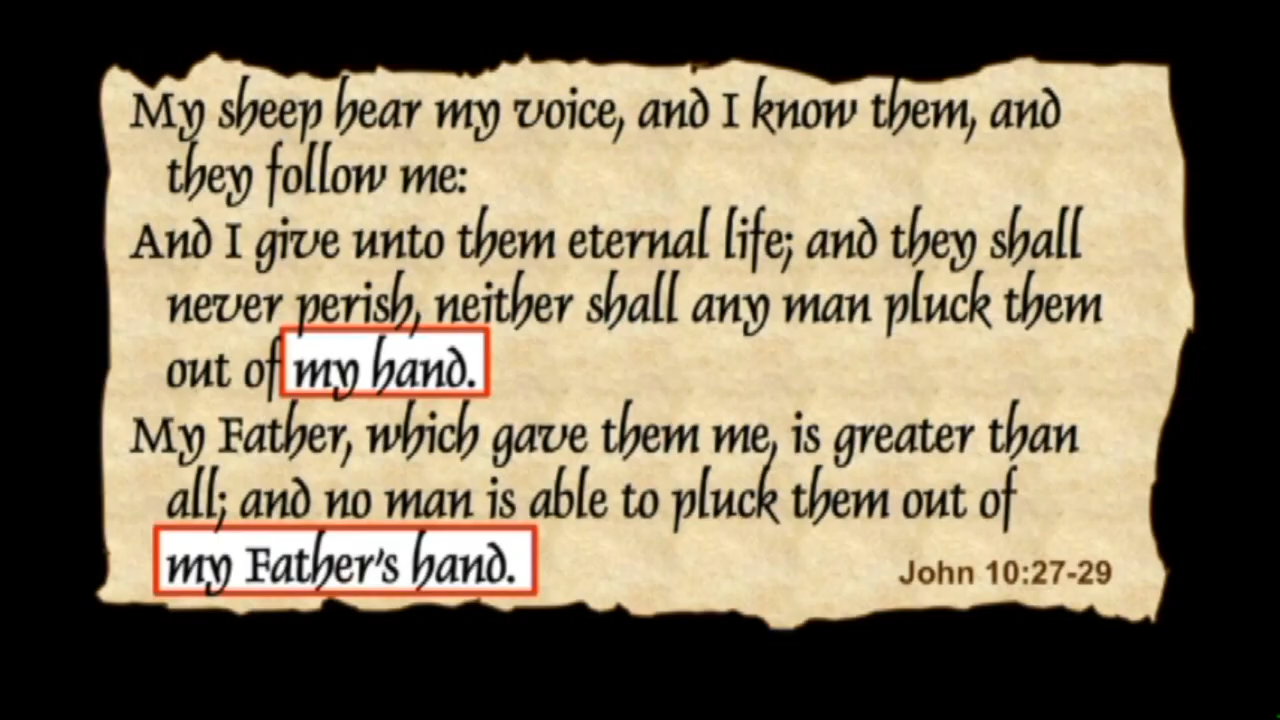 My sheep hear my voice, and I know them, and
they follow me:
And I give unto them eternal life; and they shall
never perish, neither shall any man pluck them
out of my hand.
My Father, which gave them me, is greater than
all; and no man is able to pluck them out of
my Father's hand.
John 10:27-29